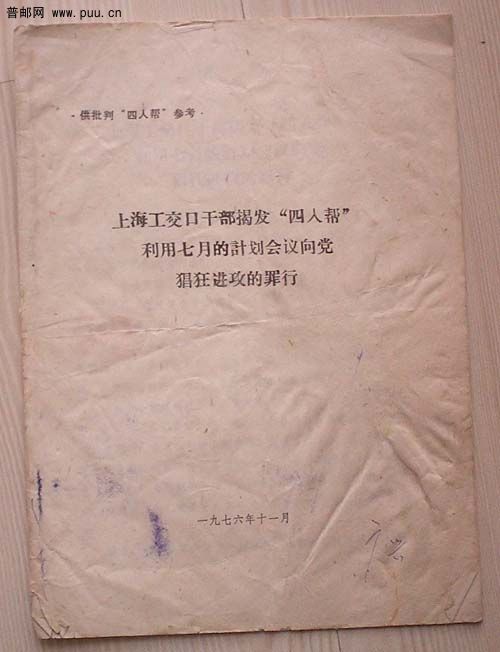 普邮网 www.puu.cn
·供批判“四人帮”参考·
上海工交口干部揭发“四人帮”
利用七月的計划会议向党
猖狂进攻的罪行
一九七六年十一月